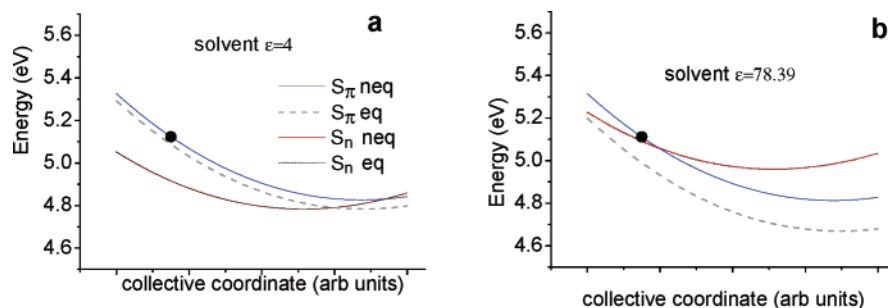 a
solvent ε=4
Energy (eV)
5.6
5.4
5.2
5.0
4.8
4.6
Sπ neq
Sπ eq
Sn neq
Sn eq
collective coordinate (arb units)
b
solvent ε=78.39
Energy (eV)
5.6
5.4
5.2
5.0
4.8
4.6
collective coordinate (arb units)